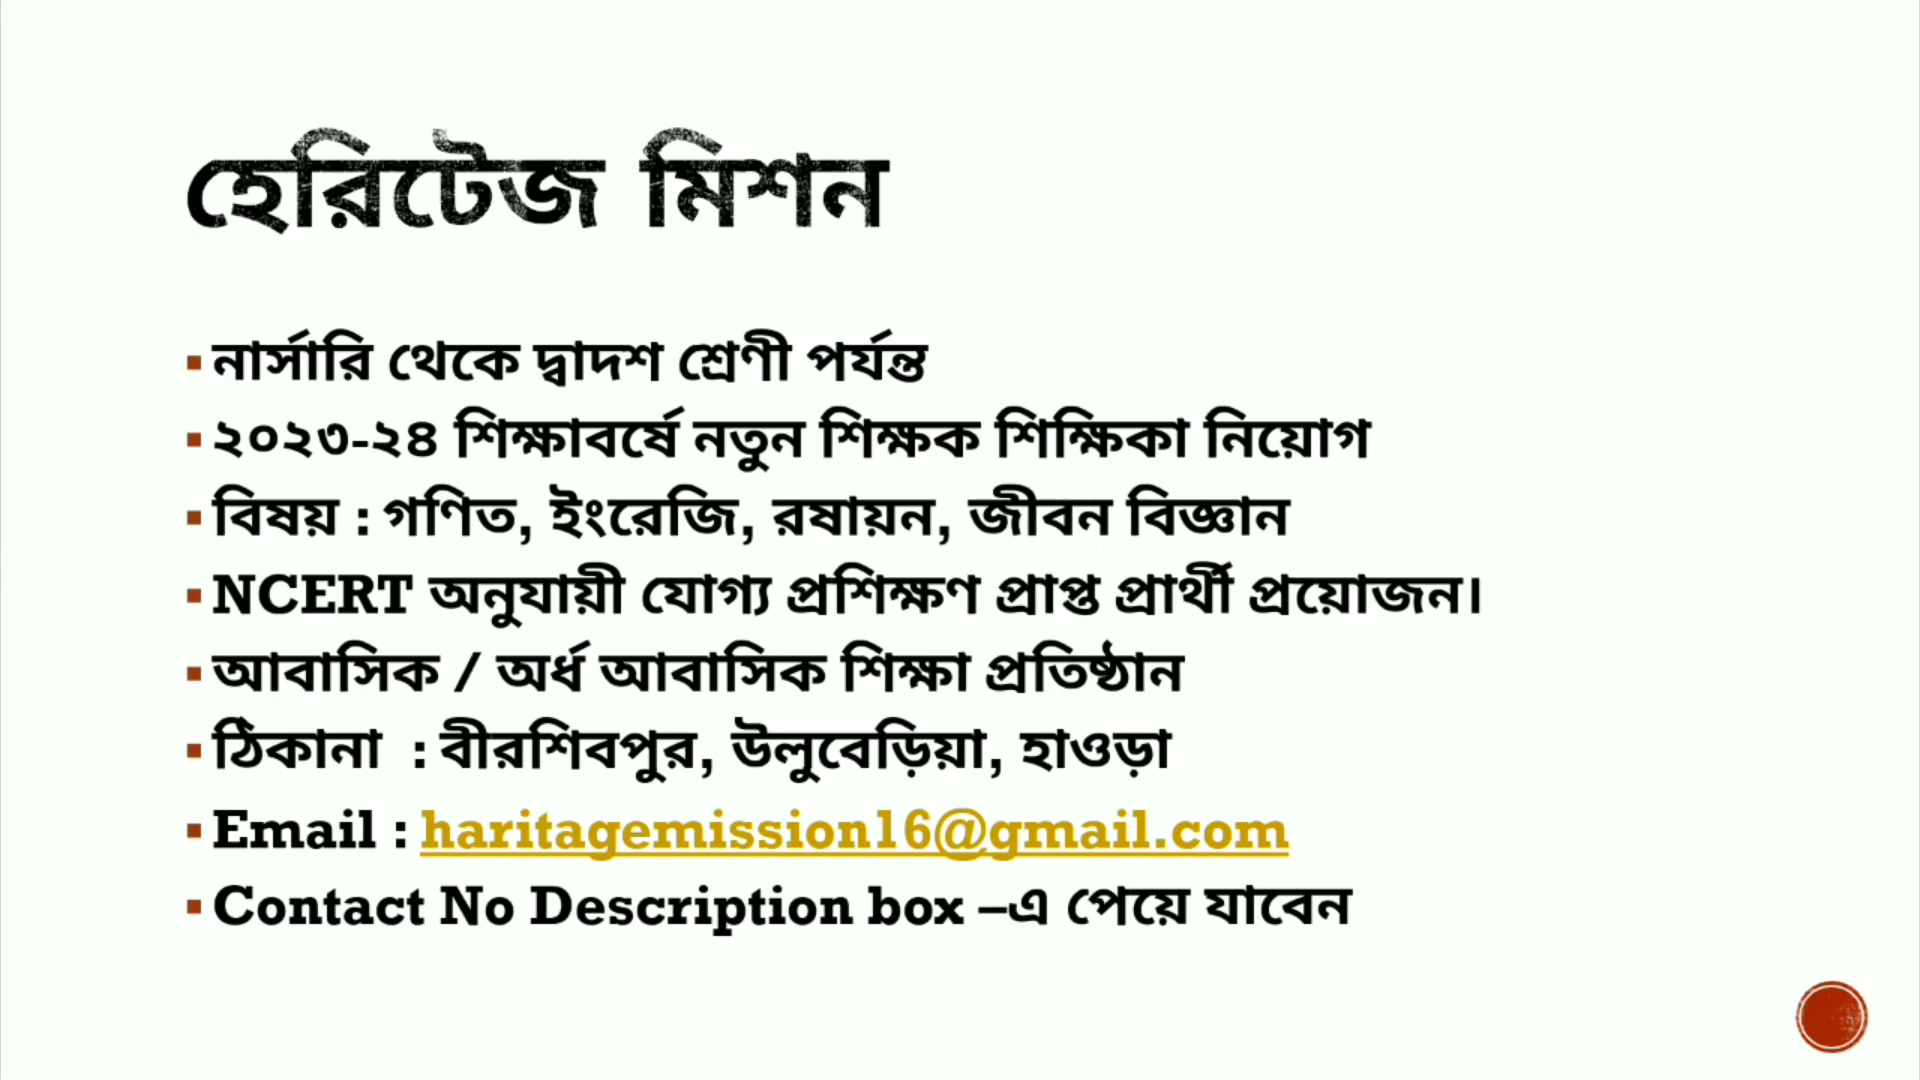 হেরিটেজ মিশন
নার্সারি থেকে দ্বাদশ শ্রেণী পর্যন্ত
২০২৩-২৪ শিক্ষাবর্ষে নতুন শিক্ষক শিক্ষিকা নিয়োগ
বিষয় : গণিত, ইংরেজি, রষায়ন, জীবন বিজ্ঞান
NCERT অনুযায়ী যোগ্য প্রশিক্ষণ প্রাপ্ত প্রার্থী প্রয়োজন।
আবাসিক / অর্ধ আবাসিক শিক্ষা প্রতিষ্ঠান
ঠিকানা : বীরশিবপুর, উলুবেড়িয়া, হাওড়া
Email : haritagemission16@gmail.com
Contact No Description box –এ পেয়ে যাবেন